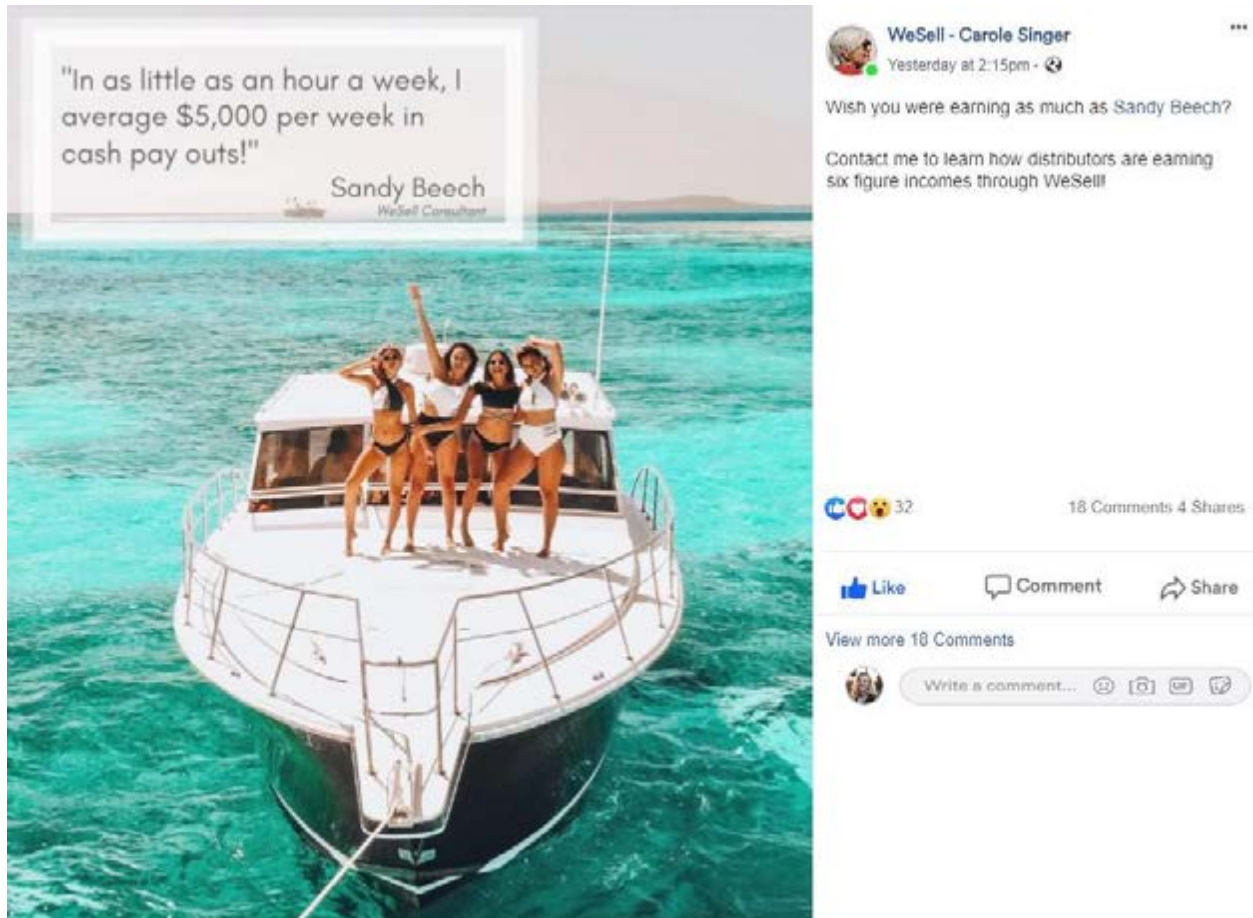 "In as little as an hour a week, I
average $5,000 per week in
cash pay outs!"
Sandy Beech
WeSell Consultant
WeSell - Carole Singer
Yesterday at 2:15pm -
Wish you were earning as much as Sandy Beech?
Contact me to learn how distributors are earning
six figure incomes through WeSell!
32
18 Comments 4 Shares
Like
Comment
Share
View more 18 Comments
Write a comment...
GIF